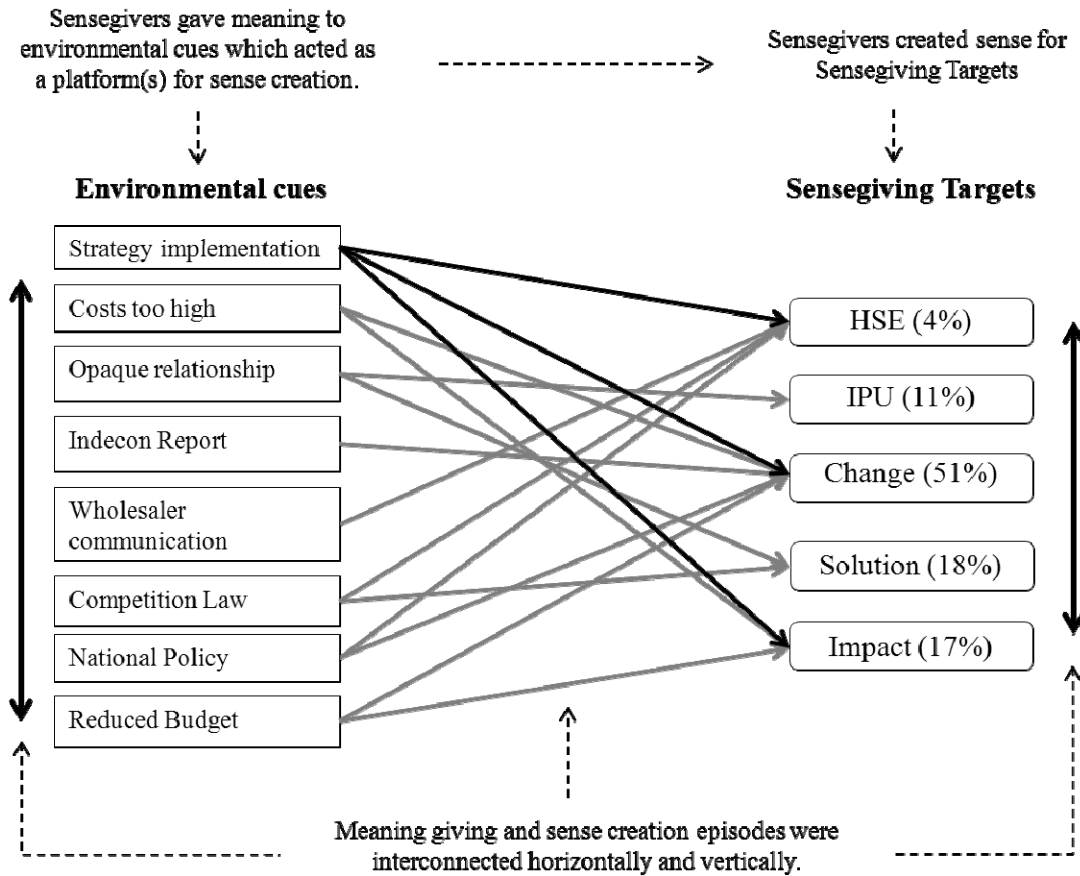 Sensegivers gave meaning to
environmental cues which acted as
a platform(s) for sense creation.
Sensegivers created sense for
Sensegiving Targets
Environmental cues
Sensegiving Targets
Strategy implementation
Costs too high
Opaque relationship
Indecon Report
Wholesaler
communication
Competition Law
National Policy
Reduced Budget
HSE (4%)
IPU (11%)
Change (51%)
Solution (18%)
Impact (17%)
Meaning giving and sense creation episodes were
interconnected horizontally and vertically.